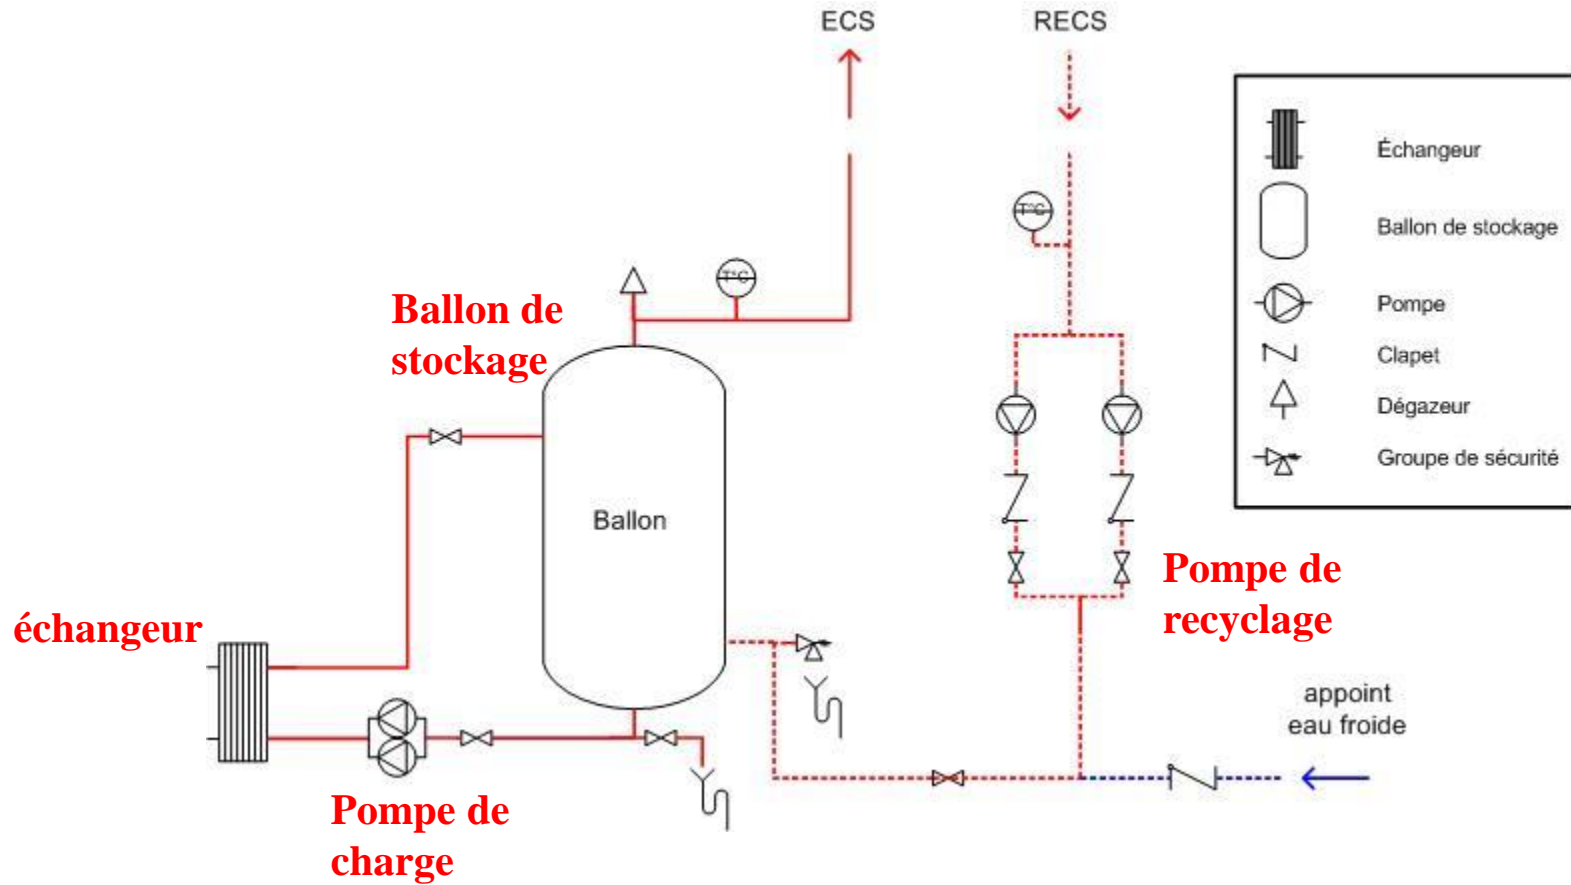 ECS
RECS
T°C
Échangeur
Ballon de stockage
Pompe
Clapet
Dégazeur
Groupe de sécurité
T°C
Ballon de
stockage
Ballon
Pompe de
recyclage
échangeur
appoint
eau froide
Pompe de
charge